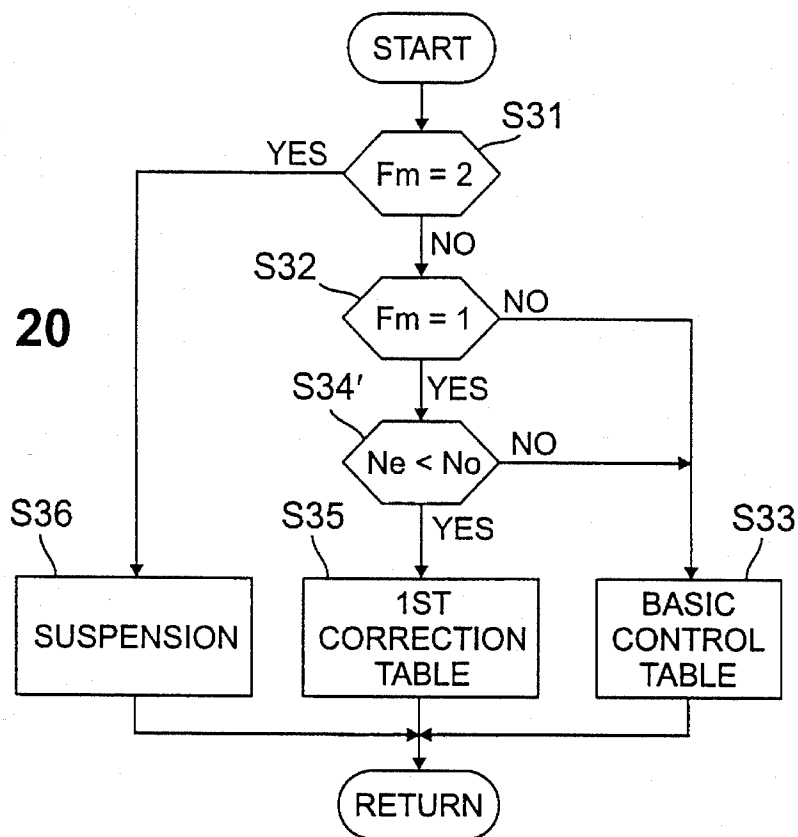 START
S31
YES
Fm = 2
NO
S32
NO
Fm = 1
20
S34'
YES
NO
Ne < No
S36
S35
YES
S33
SUSPENSION
1ST
CORRECTION
TABLE
BASIC
CONTROL
TABLE
RETURN